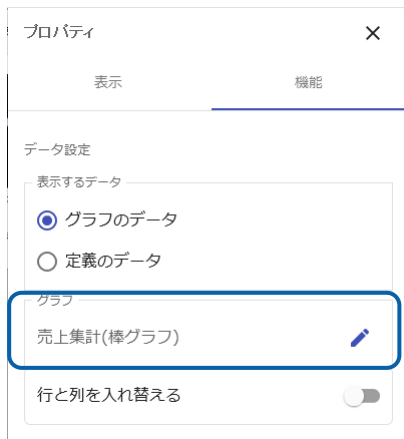 プロパティ
表示
機能
データ設定
表示するデータ
グラフのデータ
定義のデータ
グラフ
売上集計(棒グラフ)
行と列を入れ替える